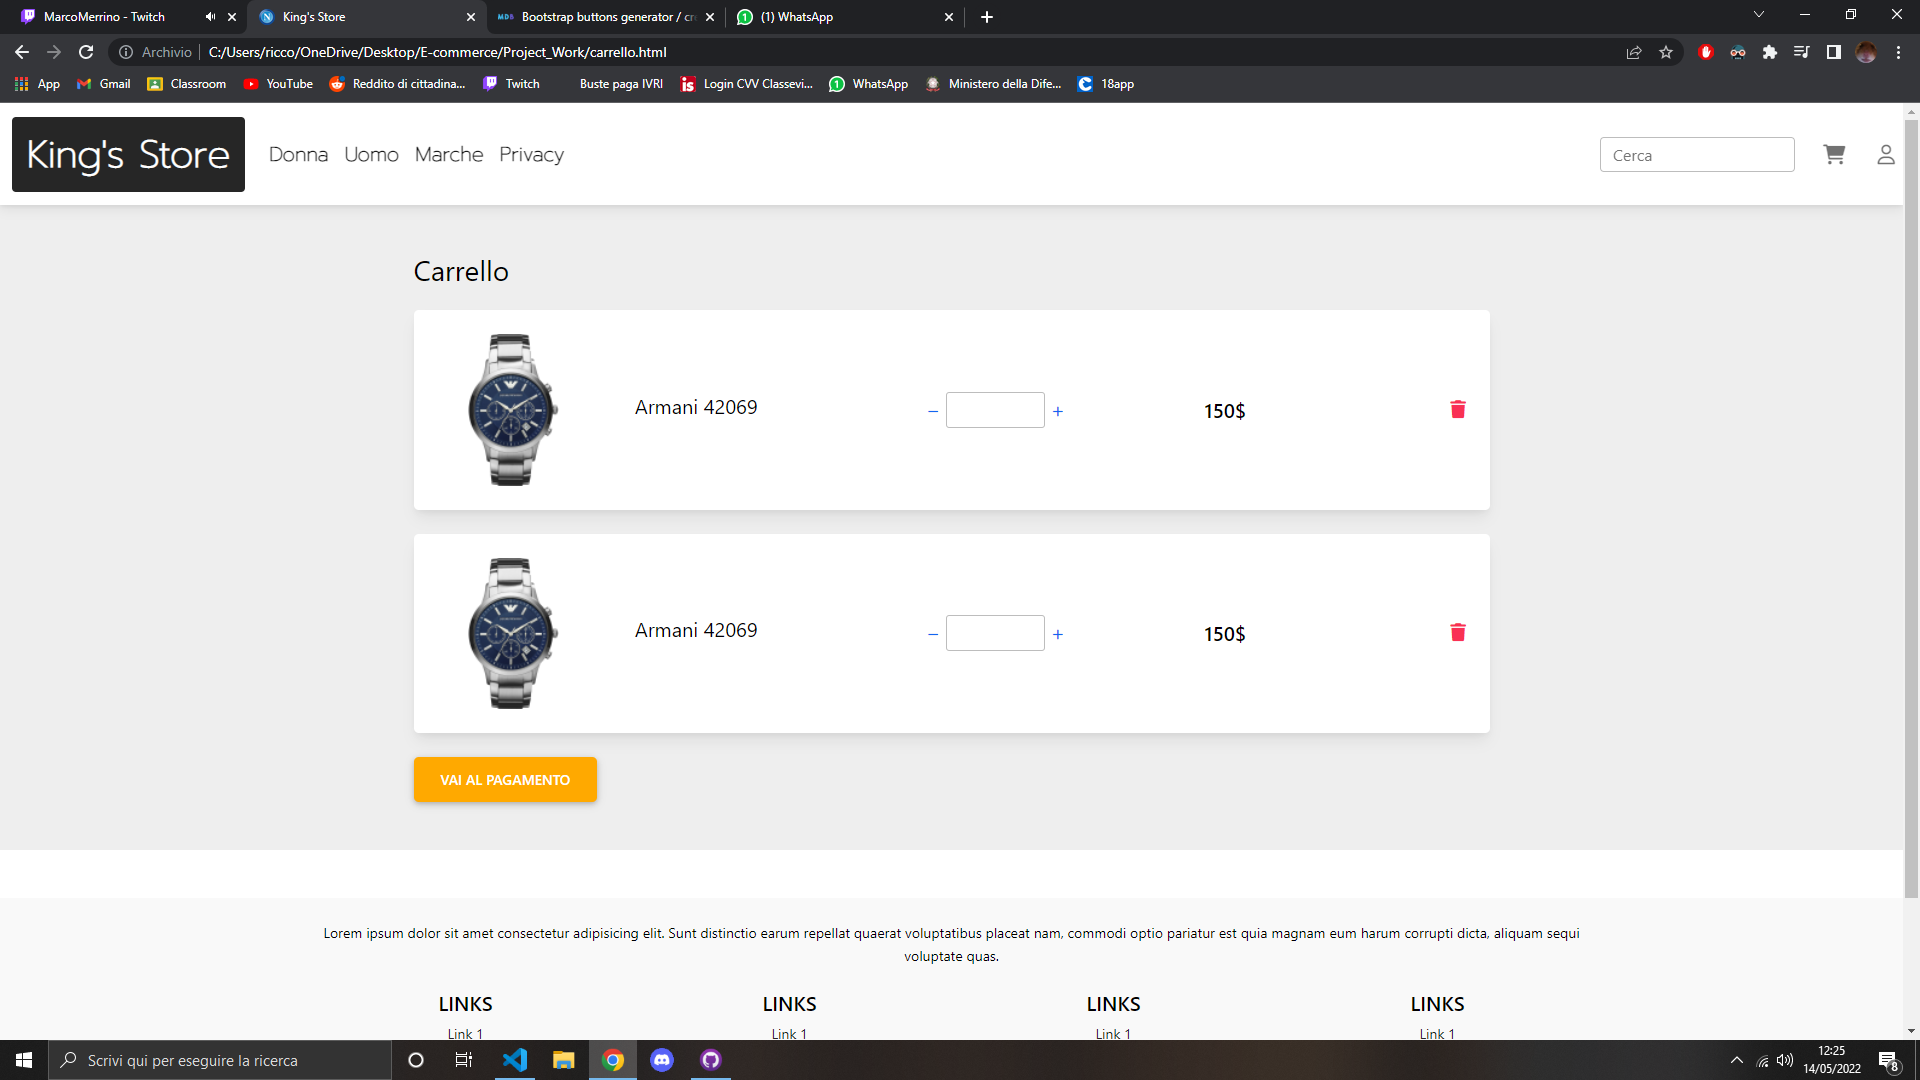 MarcoMerrino - Twitch
King's Store
MDB Bootstrap buttons generator / cr
(1) WhatsApp
Archivio
C:/Users/ricco/OneDrive/Desktop/E-commerce/Project_Work/carrello.html
App
Gmail
Classroom
YouTube
Reddito di cittadina...
Twitch
Buste paga IVRI
Login CVV Classevi...
WhatsApp
Ministero della Dife...
18app
King's Store
Donna
Uomo
Marche
Privacy
Cerca
Carrello
Armani 42069
− +
150$
Armani 42069
− +
150$
VAI AL PAGAMENTO
Lorem ipsum dolor sit amet consectetur adipisicing elit. Sunt distinctio earum repellat quaerat voluptatibus placeat nam, commodi optio pariatur est quia magnam eum harum corrupti dicta, aliquam sequi
voluptate quas.
LINKS
LINKS
LINKS
LINKS
Link 1
Link 1
Link 1
Link 1
Scrivi qui per eseguire la ricerca
12:25
14/05/2022
8